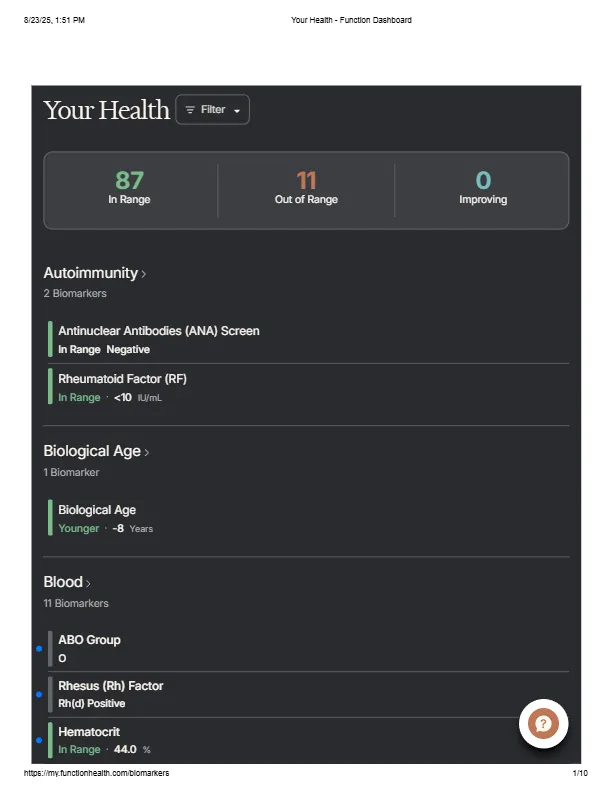 8/23/25, 1:51 PM Your Health - Function Dashboard
Your Health Filter
87 11 0
In Range Out of Range Improving
Autoimmunity ›
2 Biomarkers
Antinuclear Antibodies (ANA) Screen
In Range Negative
Rheumatoid Factor (RF)
In Range · <10 IU/mL
Biological Age ›
1 Biomarker
Biological Age
Younger · -8 Years
Blood ›
11 Biomarkers
ABO Group
O
Rhesus (Rh) Factor
Rh(d) Positive
Hematocrit
In Range · 44.0 %
?
https://my.functionhealth.com/biomarkers 1/10